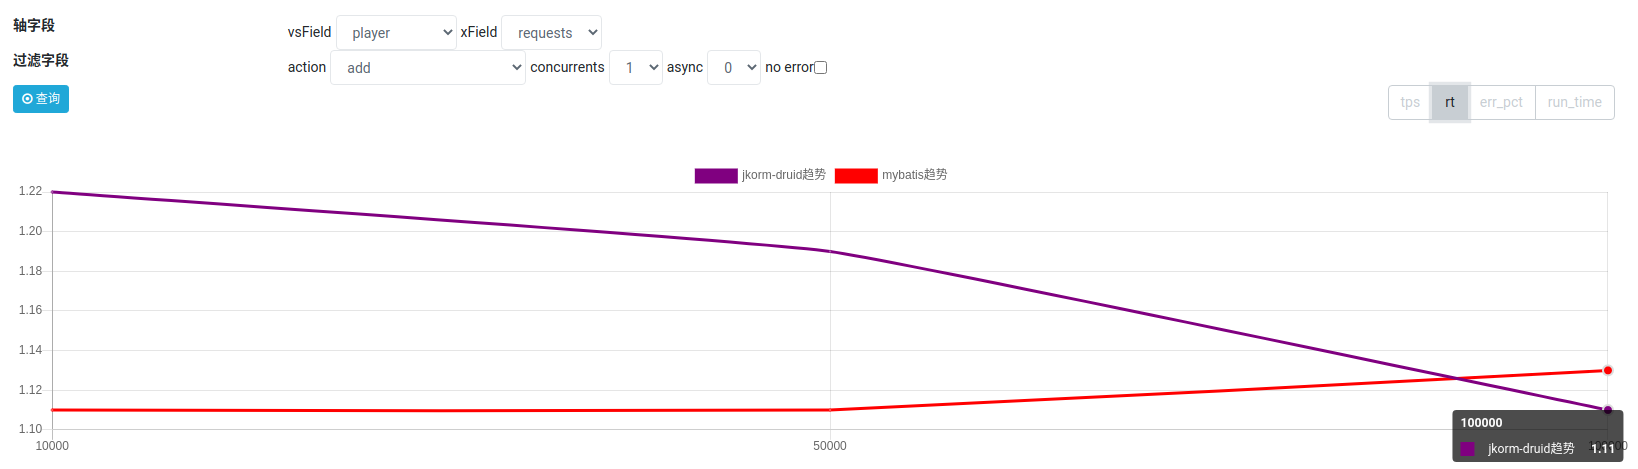 轴字段
vsField player xField requests
过滤字段
action add concurrents 1 async 0 no error
查询
tps rt err_pct run_time
jkorm-druid趋势 mybatis趋势
1.22
1.20
1.18
1.16
1.14
1.12
1.10
10000 50000 100000
100000
jkorm-druid趋势 1.11